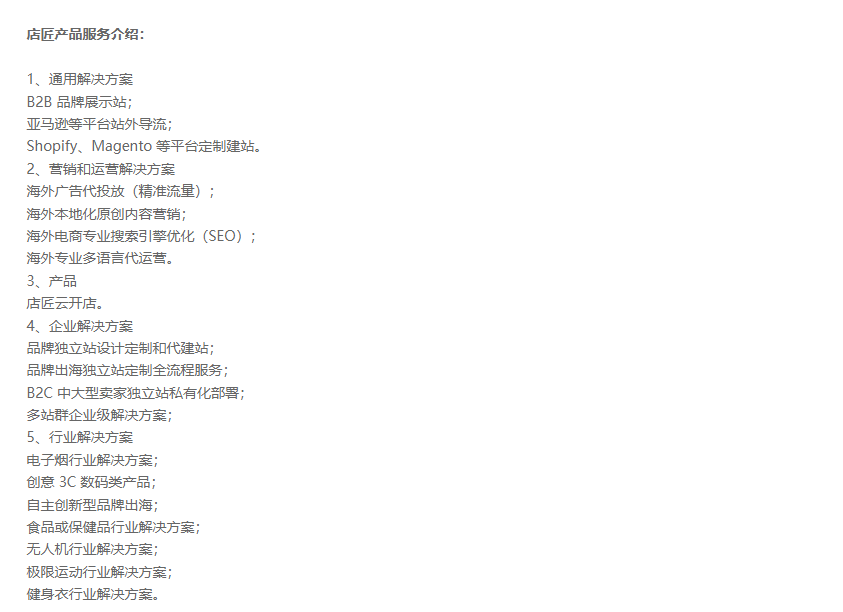 店匠产品服务介绍：
1、通用解决方案
B2B 品牌展示站；
亚马逊等平台站外导流；
Shopify、Magento 等平台定制建站。
2、营销和运营解决方案
海外广告代投放（精准流量）；
海外本地化原创内容营销；
海外电商专业搜索引擎优化（SEO）；
海外专业多语言代运营。
3、产品
店匠云开店。
4、企业解决方案
品牌独立站设计定制和代建站；
品牌出海独立站定制全流程服务；
B2C 中大型卖家独立站私有化部署；
多站群企业级解决方案；
5、行业解决方案
电子烟行业解决方案；
创意 3C 数码类产品；
自主创新型品牌出海；
食品或保健品行业解决方案；
无人机行业解决方案；
极限运动行业解决方案；
健身衣行业解决方案。